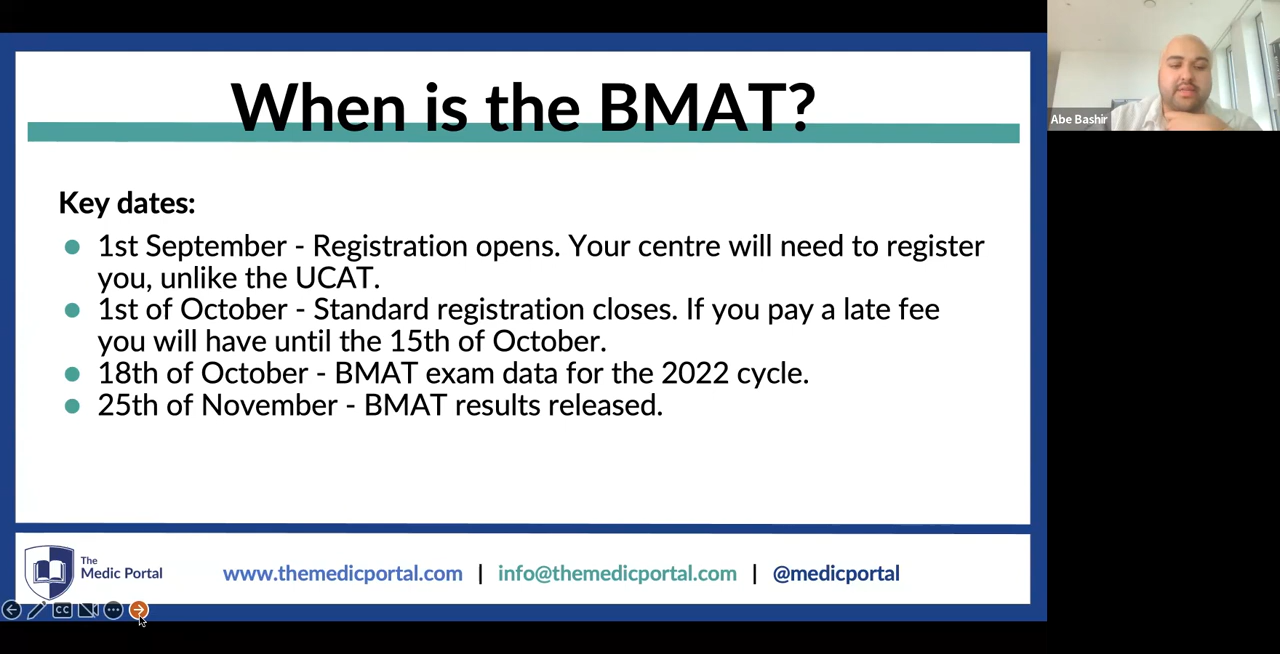 When is the BMAT?
Abe Bashir
Key dates:
1st September - Registration opens. Your centre will need to register
you, unlike the UCAT.
1st of October - Standard registration closes. If you pay a late fee
you will have until the 15th of October.
18th of October - BMAT exam data for the 2022 cycle.
25th of November - BMAT results released.
The
Medic Portal
www.themedicportal.com | info@themedicportal.com | @medicportal
CC